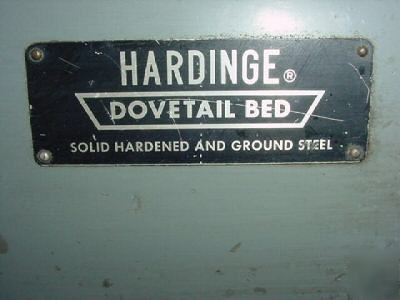 HARDINGE®
DOVETAIL BED
SOLID HARDENED AND GROUND STEEL